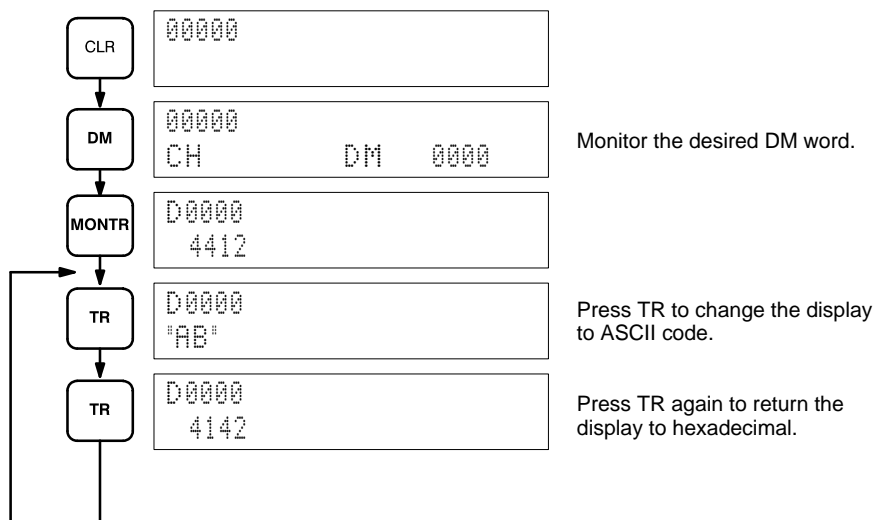 CLR
00000
DM
00000
CH DM 0000
Monitor the desired DM word.
MONTR
D0000
4412
TR
D0000
"AB"
Press TR to change the display
to ASCII code.
TR
D0000
4142
Press TR again to return the
display to hexadecimal.